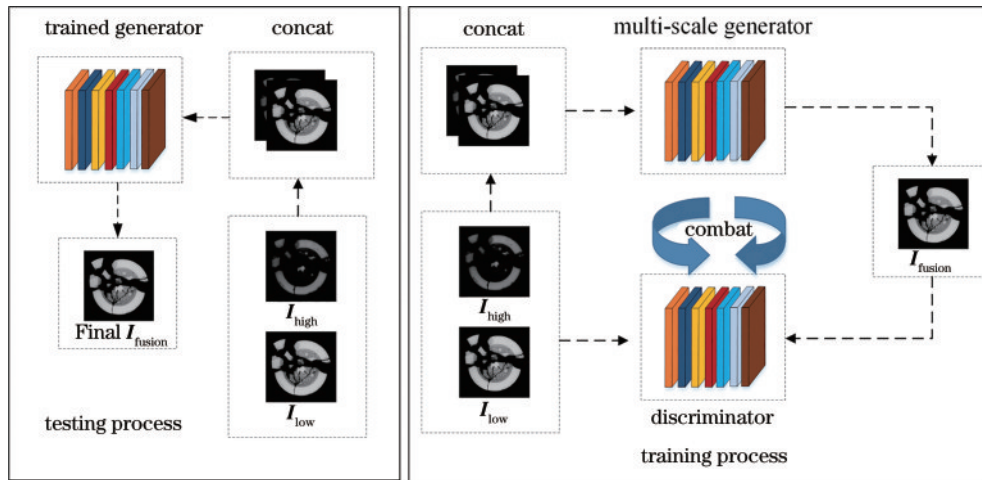 trained generator
concat
I high
I low
Final I fusion
testing process
concat
multi-scale generator
I high
I low
combat
I fusion
discriminator
training process